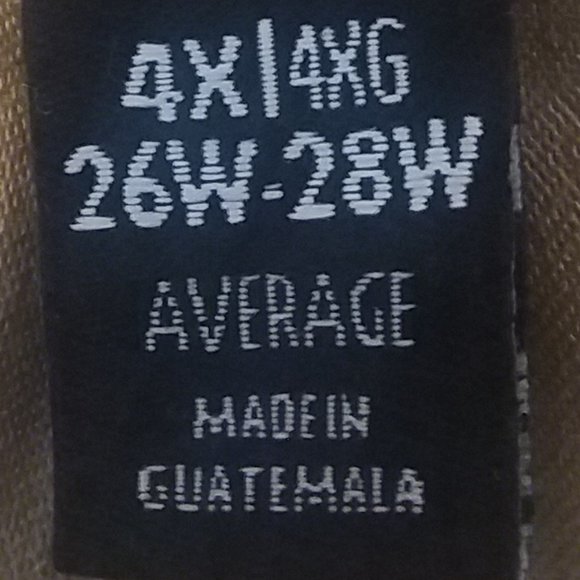 4X|4XG
26W-28W
AVERAGE
MADE IN
GUATEMALA